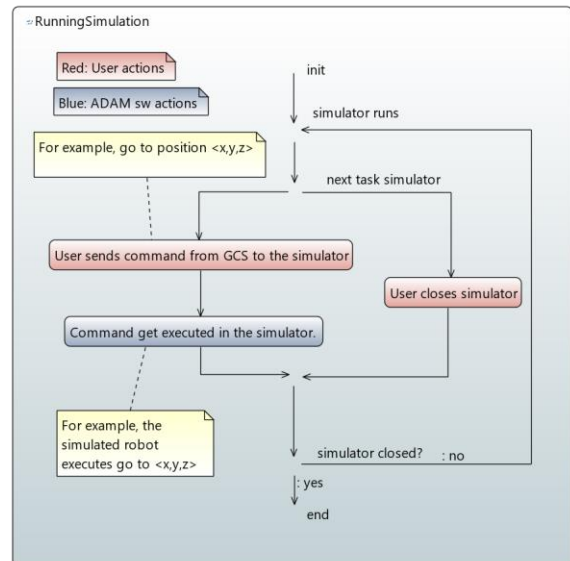 RunningSimulation
Red: User actions
init
Blue: ADAM sw actions
simulator runs
For example, go to position <x,y,z>
next task simulator
User sends command from GCS to the simulator
User closes simulator
Command get executed in the simulator.
For example, the
simulated robot
executes go to <x,y,z>
simulator closed? : no
: yes
end